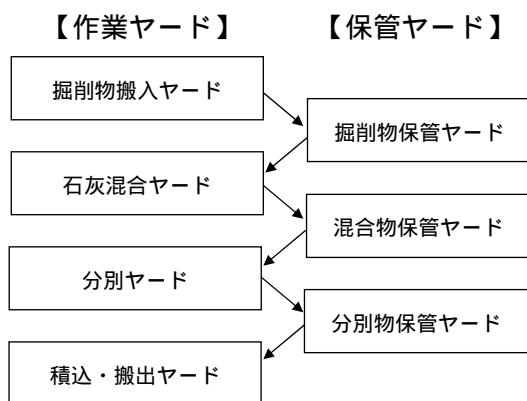 【作業ヤード】
【保管ヤード】
掘削物搬入ヤード
掘削物保管ヤード
石灰混合ヤード
混合物保管ヤード
分別ヤード
分別物保管ヤード
積込・搬出ヤード